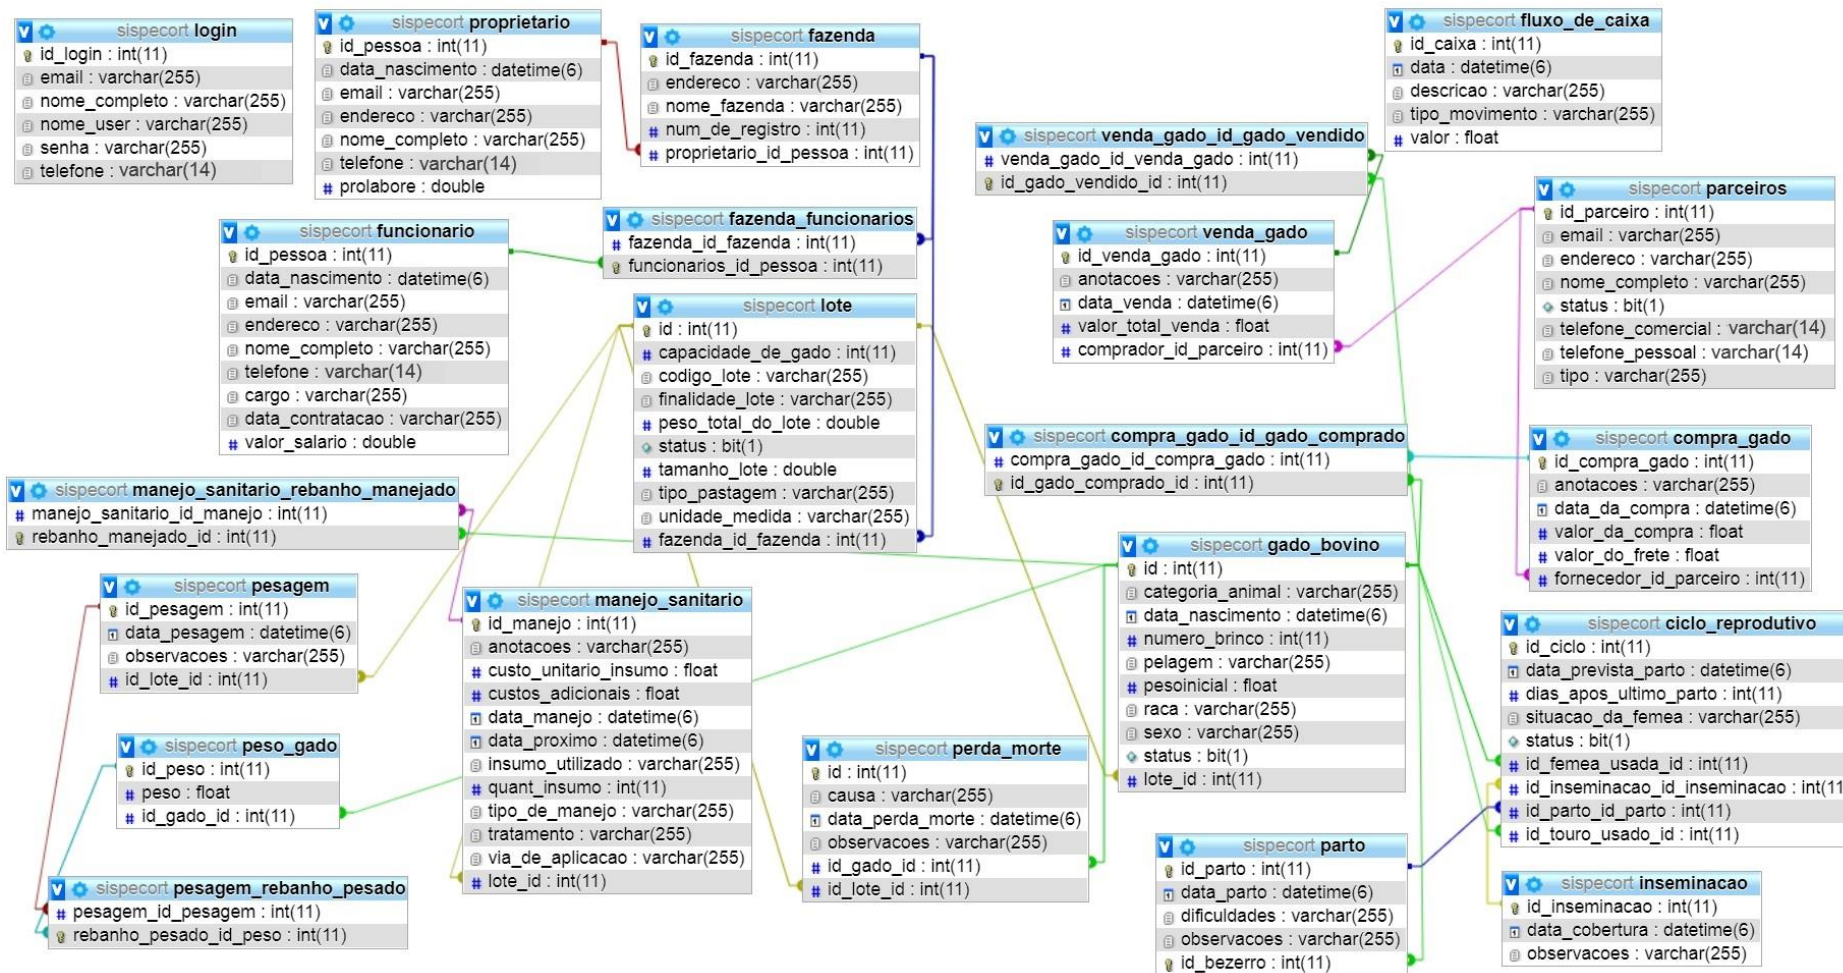 sispecort login
id_login : int(11)
email : varchar(255)
nome_completo : varchar(255)
nome_user : varchar(255)
senha : varchar(255)
telefone : varchar(14)
sispecort proprietario
id_pessoa : int(11)
data_nascimento : datetime(6)
email : varchar(255)
endereco : varchar(255)
nome_completo : varchar(255)
telefone : varchar(14)
prolabore : double
sispecort fazenda
id_fazenda : int(11)
endereco : varchar(255)
nome_fazenda : varchar(255)
num_de_registro : int(11)
proprietario_id_pessoa : int(11)
sispecort fluxo_de_caixa
id_caixa : int(11)
data : datetime(6)
descricao : varchar(255)
tipo_movimento : varchar(255)
valor : float
sispecort venda_gado_id_gado_vendido
venda_gado_id_venda_gado : int(11)
id_gado_vendido_id : int(11)
sispecort parceiros
id_parceiro : int(11)
email : varchar(255)
endereco : varchar(255)
nome_completo : varchar(255)
status : bit(1)
telefone_comercial : varchar(14)
telefone_pessoal : varchar(14)
tipo : varchar(255)
sispecort funcionario
id_pessoa : int(11)
data_nascimento : datetime(6)
email : varchar(255)
endereco : varchar(255)
nome_completo : varchar(255)
telefone : varchar(14)
cargo : varchar(255)
data_contratacao : varchar(255)
valor_salario : double
sispecort fazenda_funcionarios
fazenda_id_fazenda : int(11)
funcionarios_id_pessoa : int(11)
sispecort venda_gado
id_venda_gado : int(11)
anotacoes : varchar(255)
data_venda : datetime(6)
valor_total_venda : float
comprador_id_parceiro : int(11)
sispecort lote
id : int(11)
capacidade_de_gado : int(11)
codigo_lote : varchar(255)
finalidade_lote : varchar(255)
peso_total_do_lote : double
status : bit(1)
tamanho_lote : double
tipo_pastagem : varchar(255)
unidade_medida : varchar(255)
fazenda_id_fazenda : int(11)
sispecort compra_gado_id_gado_comprado
compra_gado_id_compra_gado : int(11)
id_gado_comprado_id : int(11)
sispecort compra_gado
id_compra_gado : int(11)
anotacoes : varchar(255)
data_da_compra : datetime(6)
valor_da_compra : float
valor_do_frete : float
fornecedor_id_parceiro : int(11)
sispecort manejo_sanitario_rebanho_manejado
manejo_sanitario_id_manejo : int(11)
rebanho_manejado_id : int(11)
sispecort gado_bovino
id : int(11)
categoria_animal : varchar(255)
data_nascimento : datetime(6)
numero_brinco : int(11)
pelagem : varchar(255)
pesoinicial : float
raca : varchar(255)
sexo : varchar(255)
status : bit(1)
lote_id : int(11)
sispecort pesagem
id_pesagem : int(11)
data_pesagem : datetime(6)
observacoes : varchar(255)
id_lote_id : int(11)
sispecort manejo_sanitario
id_manejo : int(11)
anotacoes : varchar(255)
custo_unitario_insumo : float
custos_adicionais : float
data_manejo : datetime(6)
data_proximo : datetime(6)
insumo_utilizado : varchar(255)
quant_insumo : int(11)
tipo_de_manejo : varchar(255)
tratamento : varchar(255)
via_de_aplicacao : varchar(255)
lote_id : int(11)
sispecort ciclo_reprodutivo
id_ciclo : int(11)
data_prevista_parto : datetime(6)
dias_apos_ultimo_parto : int(11)
situacao_da_femea : varchar(255)
status : bit(1)
id_femea_usada_id : int(11)
id_inseminacao_id_inseminacao : int(11
id_parto_id_parto : int(11)
id_touro_usado_id : int(11)
sispecort peso_gado
id_peso : int(11)
peso : float
id_gado_id : int(11)
sispecort perda_morte
id : int(11)
causa : varchar(255)
data_perda_morte : datetime(6)
observacoes : varchar(255)
id_gado_id : int(11)
id_lote_id : int(11)
sispecort parto
id_parto : int(11)
data_parto : datetime(6)
dificuldades : varchar(255)
observacoes : varchar(255)
id_bezerro : int(11)
sispecort inseminacao
id_inseminacao : int(11)
data_cobertura : datetime(6)
observacoes : varchar(255)
sispecort pesagem_rebanho_pesado
pesagem_id_pesagem : int(11)
rebanho_pesado_id_peso : int(11)